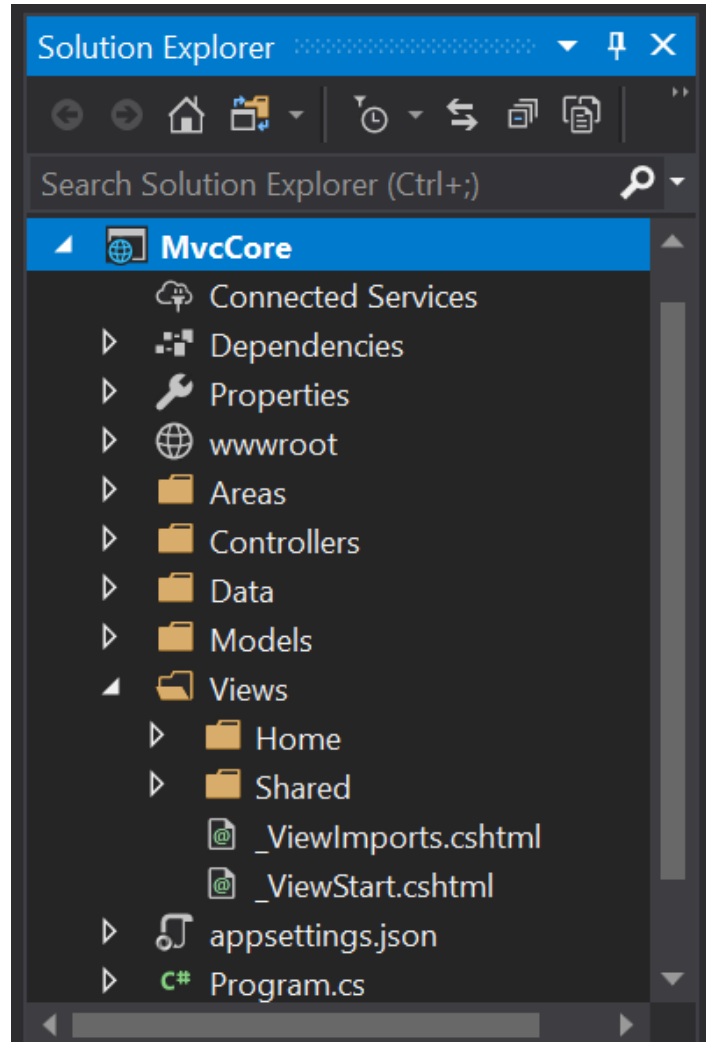 Solution Explorer
Search Solution Explorer (Ctrl+;)
MvcCore
Connected Services
Dependencies
Properties
wwwroot
Areas
Controllers
Data
Models
Views
Home
Shared
_ViewImports.cshtml
_ViewStart.cshtml
appsettings.json
C# Program.cs